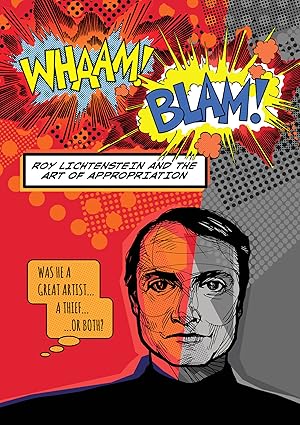 WHAAM!
BLAM!
ROY LICHTENSTEIN AND THE
ART OF APPROPRIATION
WAS HE A
GREAT ARTIST...
A THIEF...
...OR BOTH?